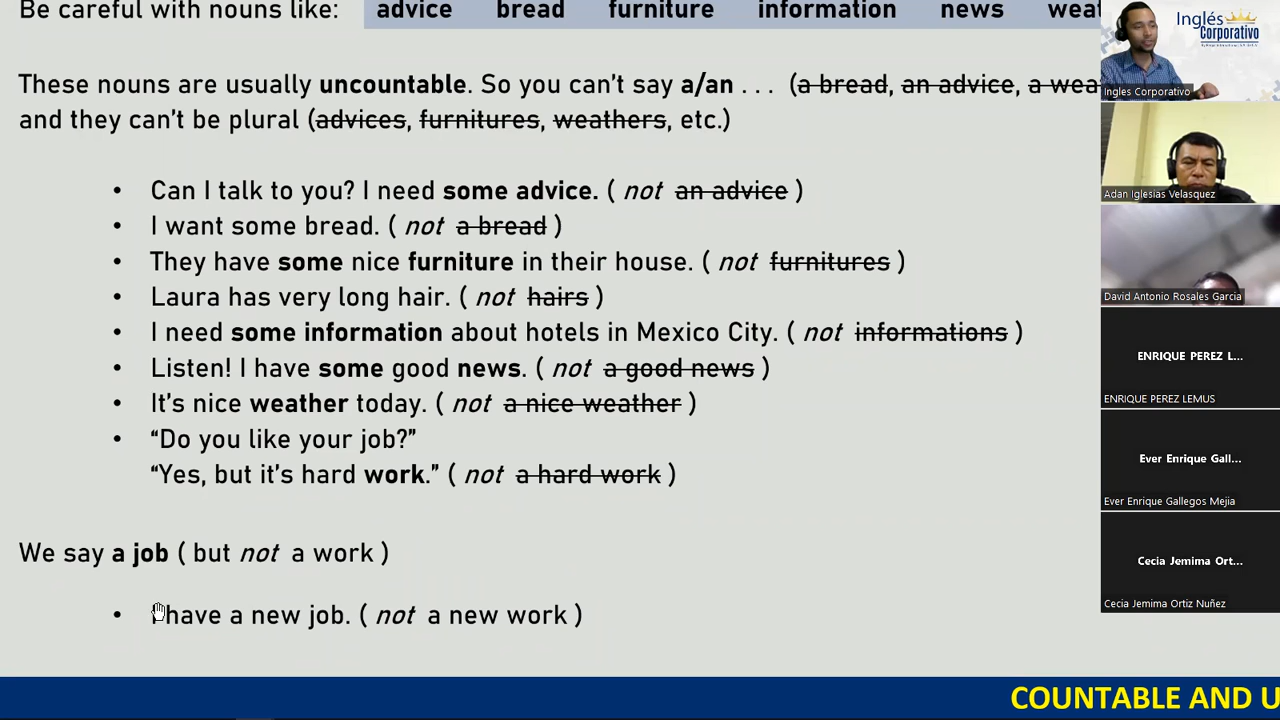 Be careful with nouns like: advice bread furniture information news weat
These nouns are usually uncountable. So you can't say a/an . . . (a bread, an advice, a wea
and they can't be plural (advices, furnitures, weathers, etc.)
• Can I talk to you? I need some advice. ( not an advice )
• I want some bread. ( not a bread )
• They have some nice furniture in their house. ( not furnitures )
• Laura has very long hair. ( not hairs )
• I need some information about hotels in Mexico City. ( not informations )
• Listen! I have some good news. ( not a good news )
• It's nice weather today. ( not a nice weather )
• “Do you like your job?”
“Yes, but it's hard work.” ( not a hard work )
We say a job ( but not a work )
• I have a new job. ( not a new work )
COUNTABLE AND U
Inglés
Corporativo
Ingles Corporativo
Adan Iglesias Velasquez
David Antonio Rosales Garcia
ENRIQUE PEREZ L...
ENRIQUE PEREZ LEMUS
Ever Enrique Gall...
Ever Enrique Gallegos Mejia
Cecia Jemima Ort...
Cecia Jemima Ortiz Nuñez